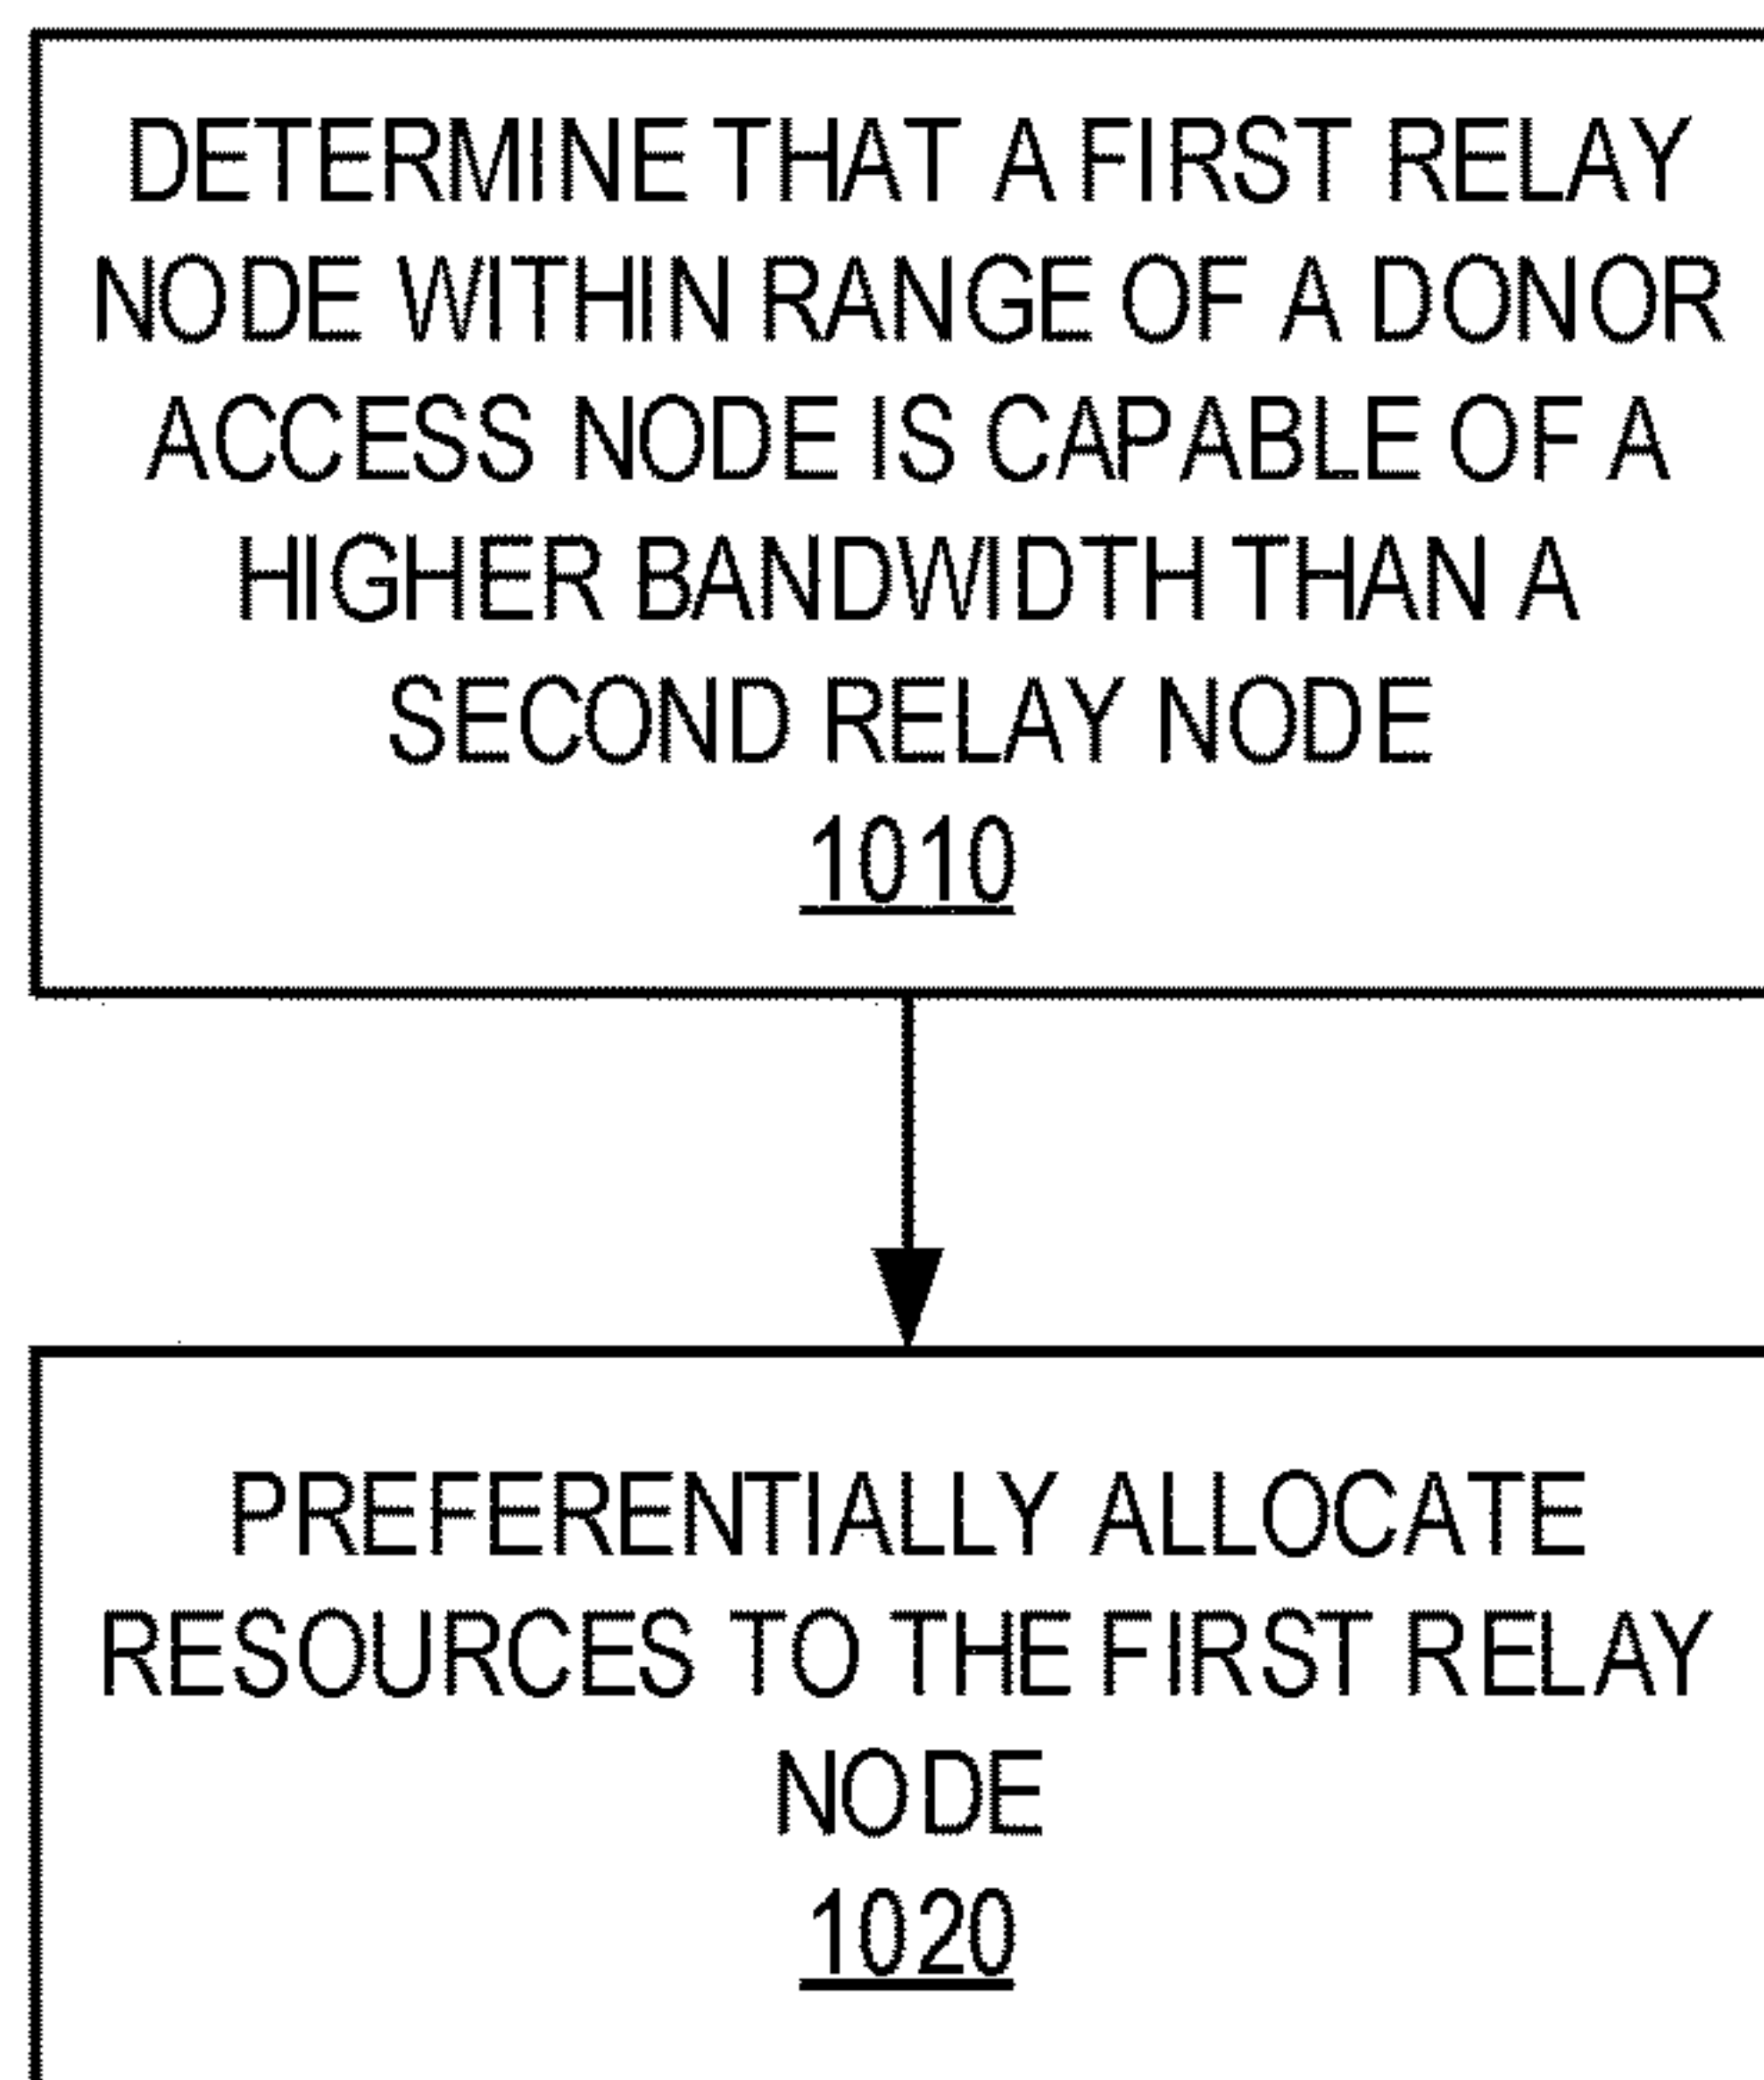 DETERMINE THAT A FIRST RELAY
NODE WITHIN RANGE OF A DONOR
ACCESS NODE IS CAPABLE OF A
HIGHER BANDWIDTH THAN A
SECOND RELAY NODE
1010
PREFERENTIALLY ALLOCATE
RESOURCES TO THE FIRST RELAY
NODE
1020